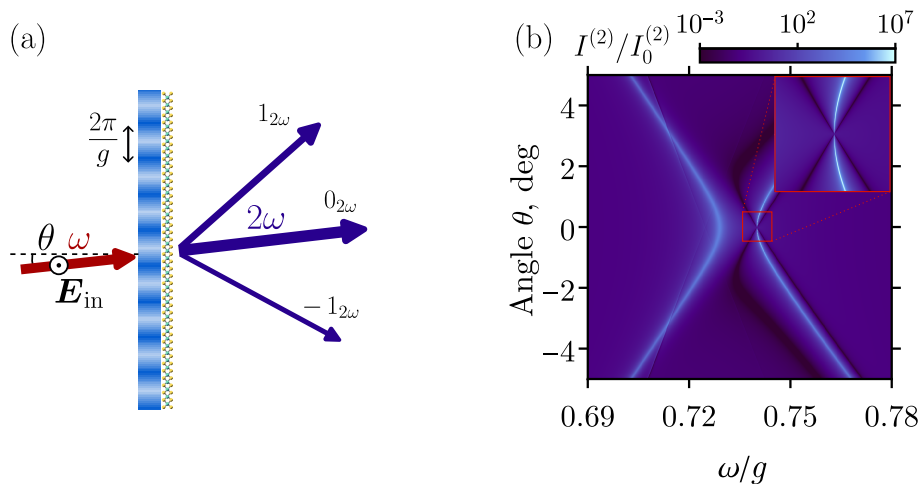 (a)
2π/g
θ
ω
E_in
1_{2ω}
0_{2ω}
2ω
−1_{2ω}
(b)
I^{(2)}/I_0^{(2)}
10^{−3}
10^2
10^7
Angle θ, deg
4
2
0
−2
−4
0.69
0.72
0.75
0.78
ω/g